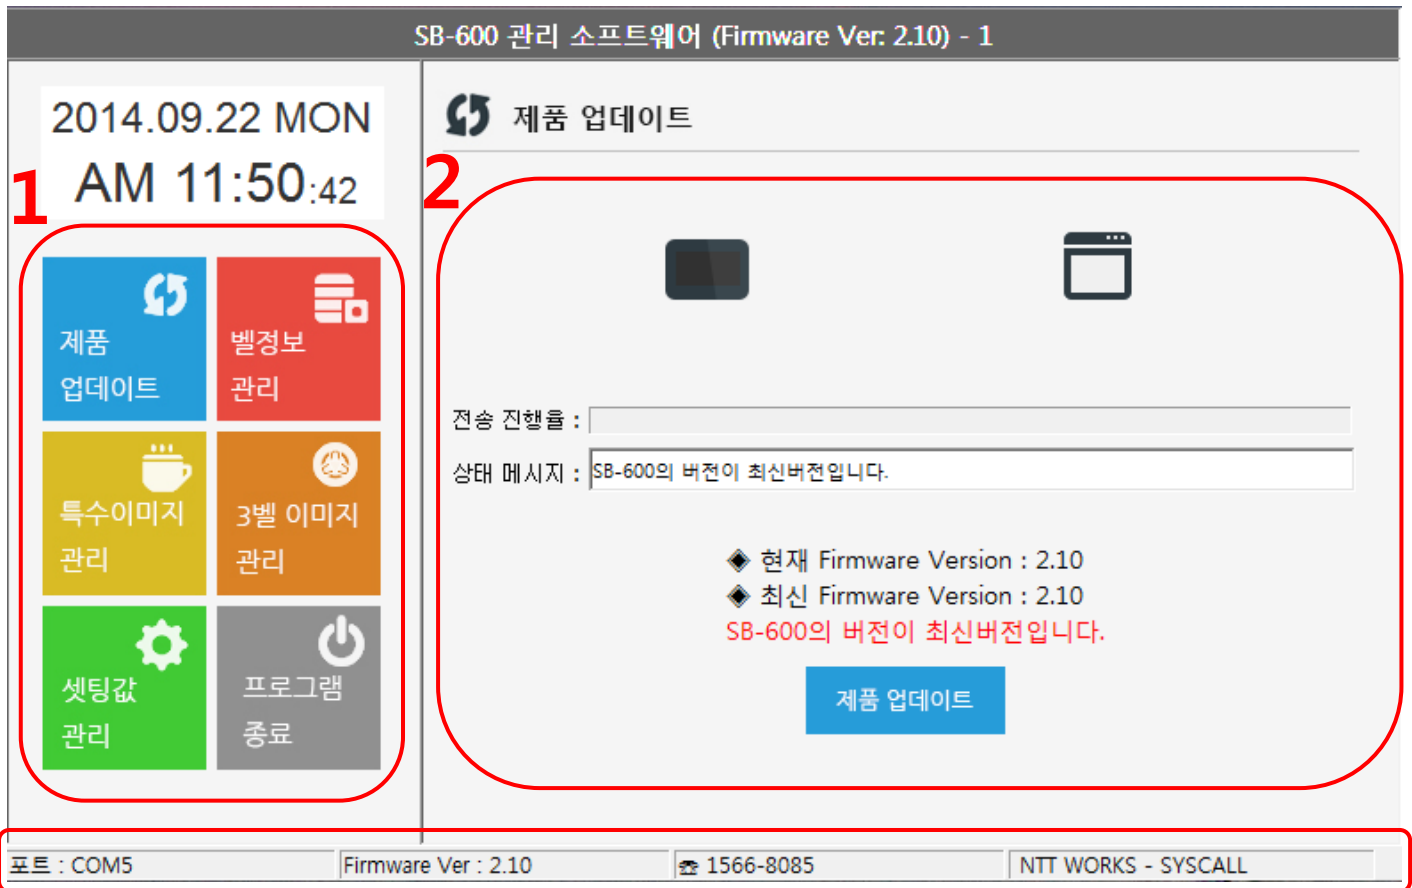 SB-600 관리 소프트웨어 (Firmware Ver: 2.10) - 1
2014.09.22 MON
AM 11:50:42
1
제품
업데이트
벨정보
관리
특수이미지
관리
3벨 이미지
관리
셋팅값
관리
프로그램
종료
제품 업데이트
2
전송 진행율 :
상태 메시지 : SB-600의 버전이 최신버전입니다.
◈ 현재 Firmware Version : 2.10
◈ 최신 Firmware Version : 2.10
SB-600의 버전이 최신버전입니다.
제품 업데이트
포트 : COM5 Firmware Ver : 2.10 ☎ 1566-8085 NTT WORKS - SYSCALL